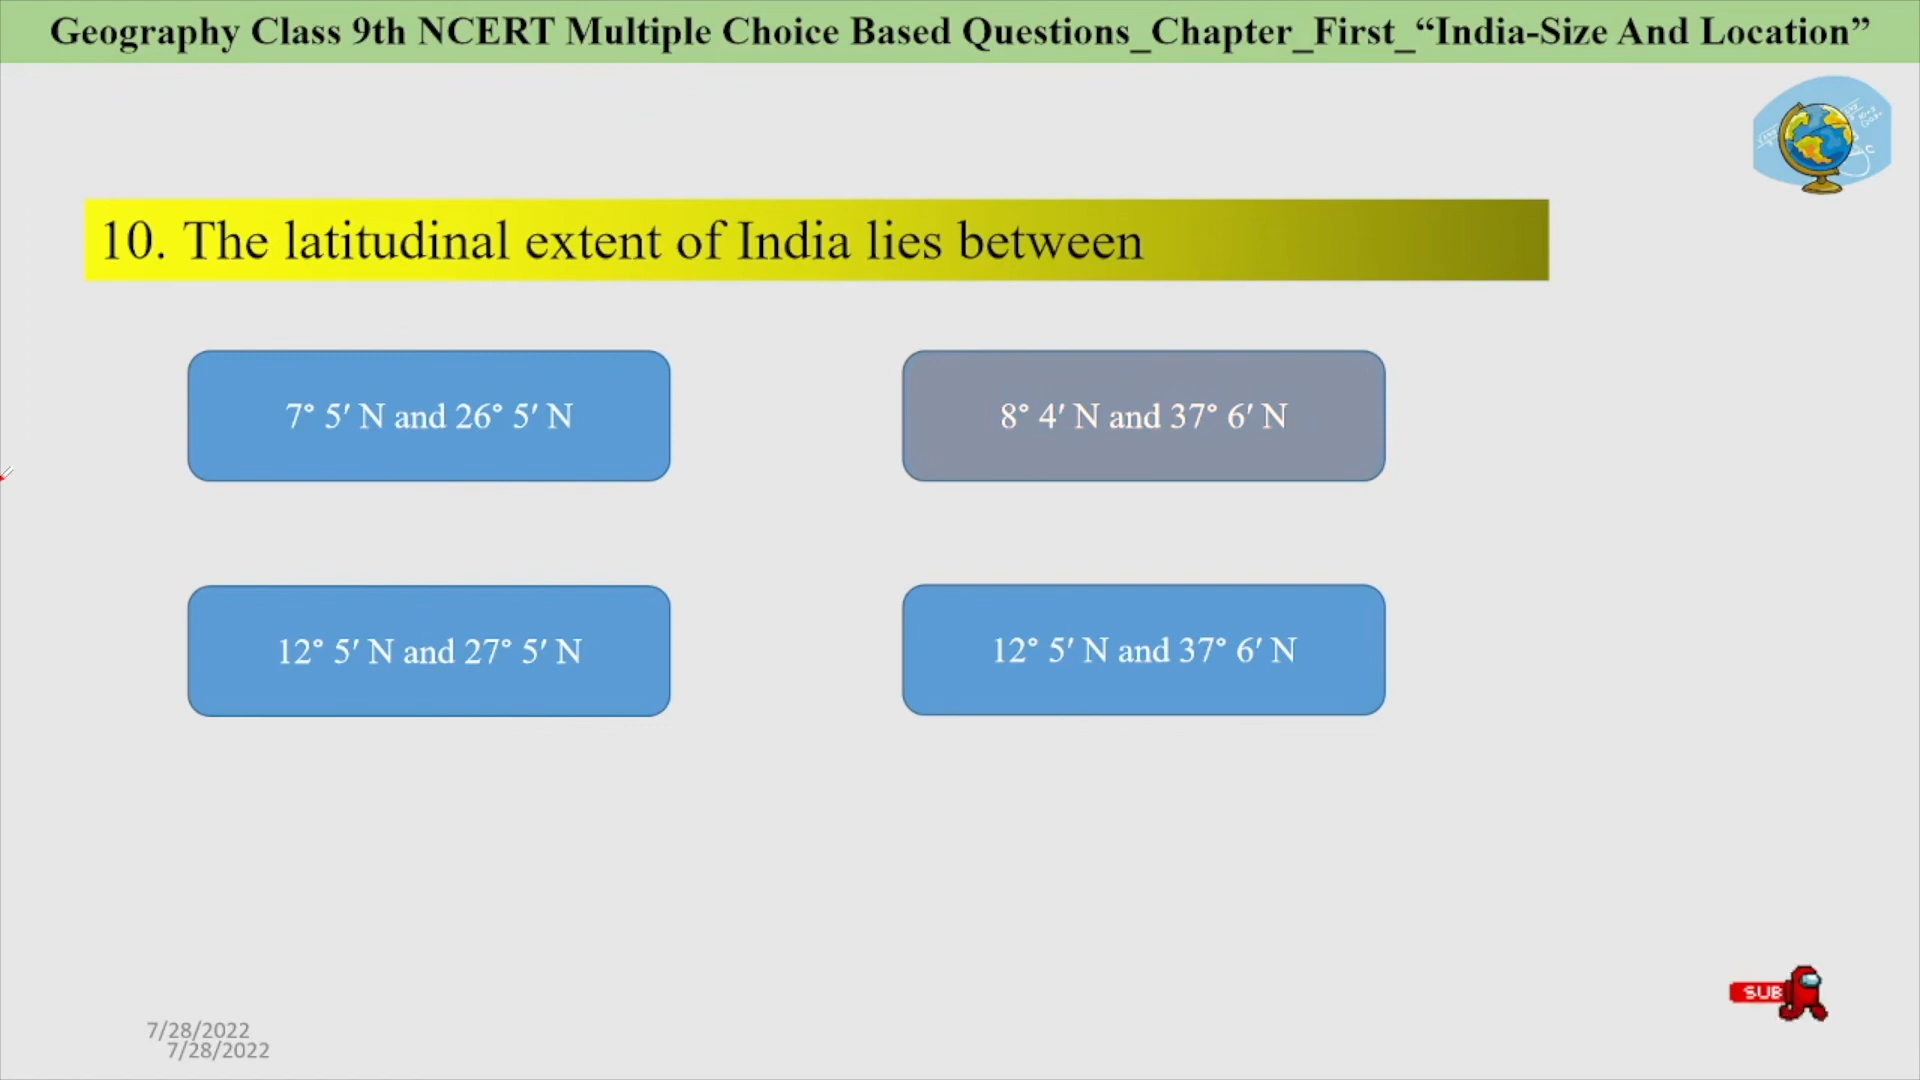 Geography Class 9th NCERT Multiple Choice Based Questions_Chapter_First_“India-Size And Location”
10. The latitudinal extent of India lies between
7° 5′ N and 26° 5′ N
8° 4′ N and 37° 6′ N
12° 5′ N and 27° 5′ N
12° 5′ N and 37° 6′ N
SUB
7/28/2022
7/28/2022